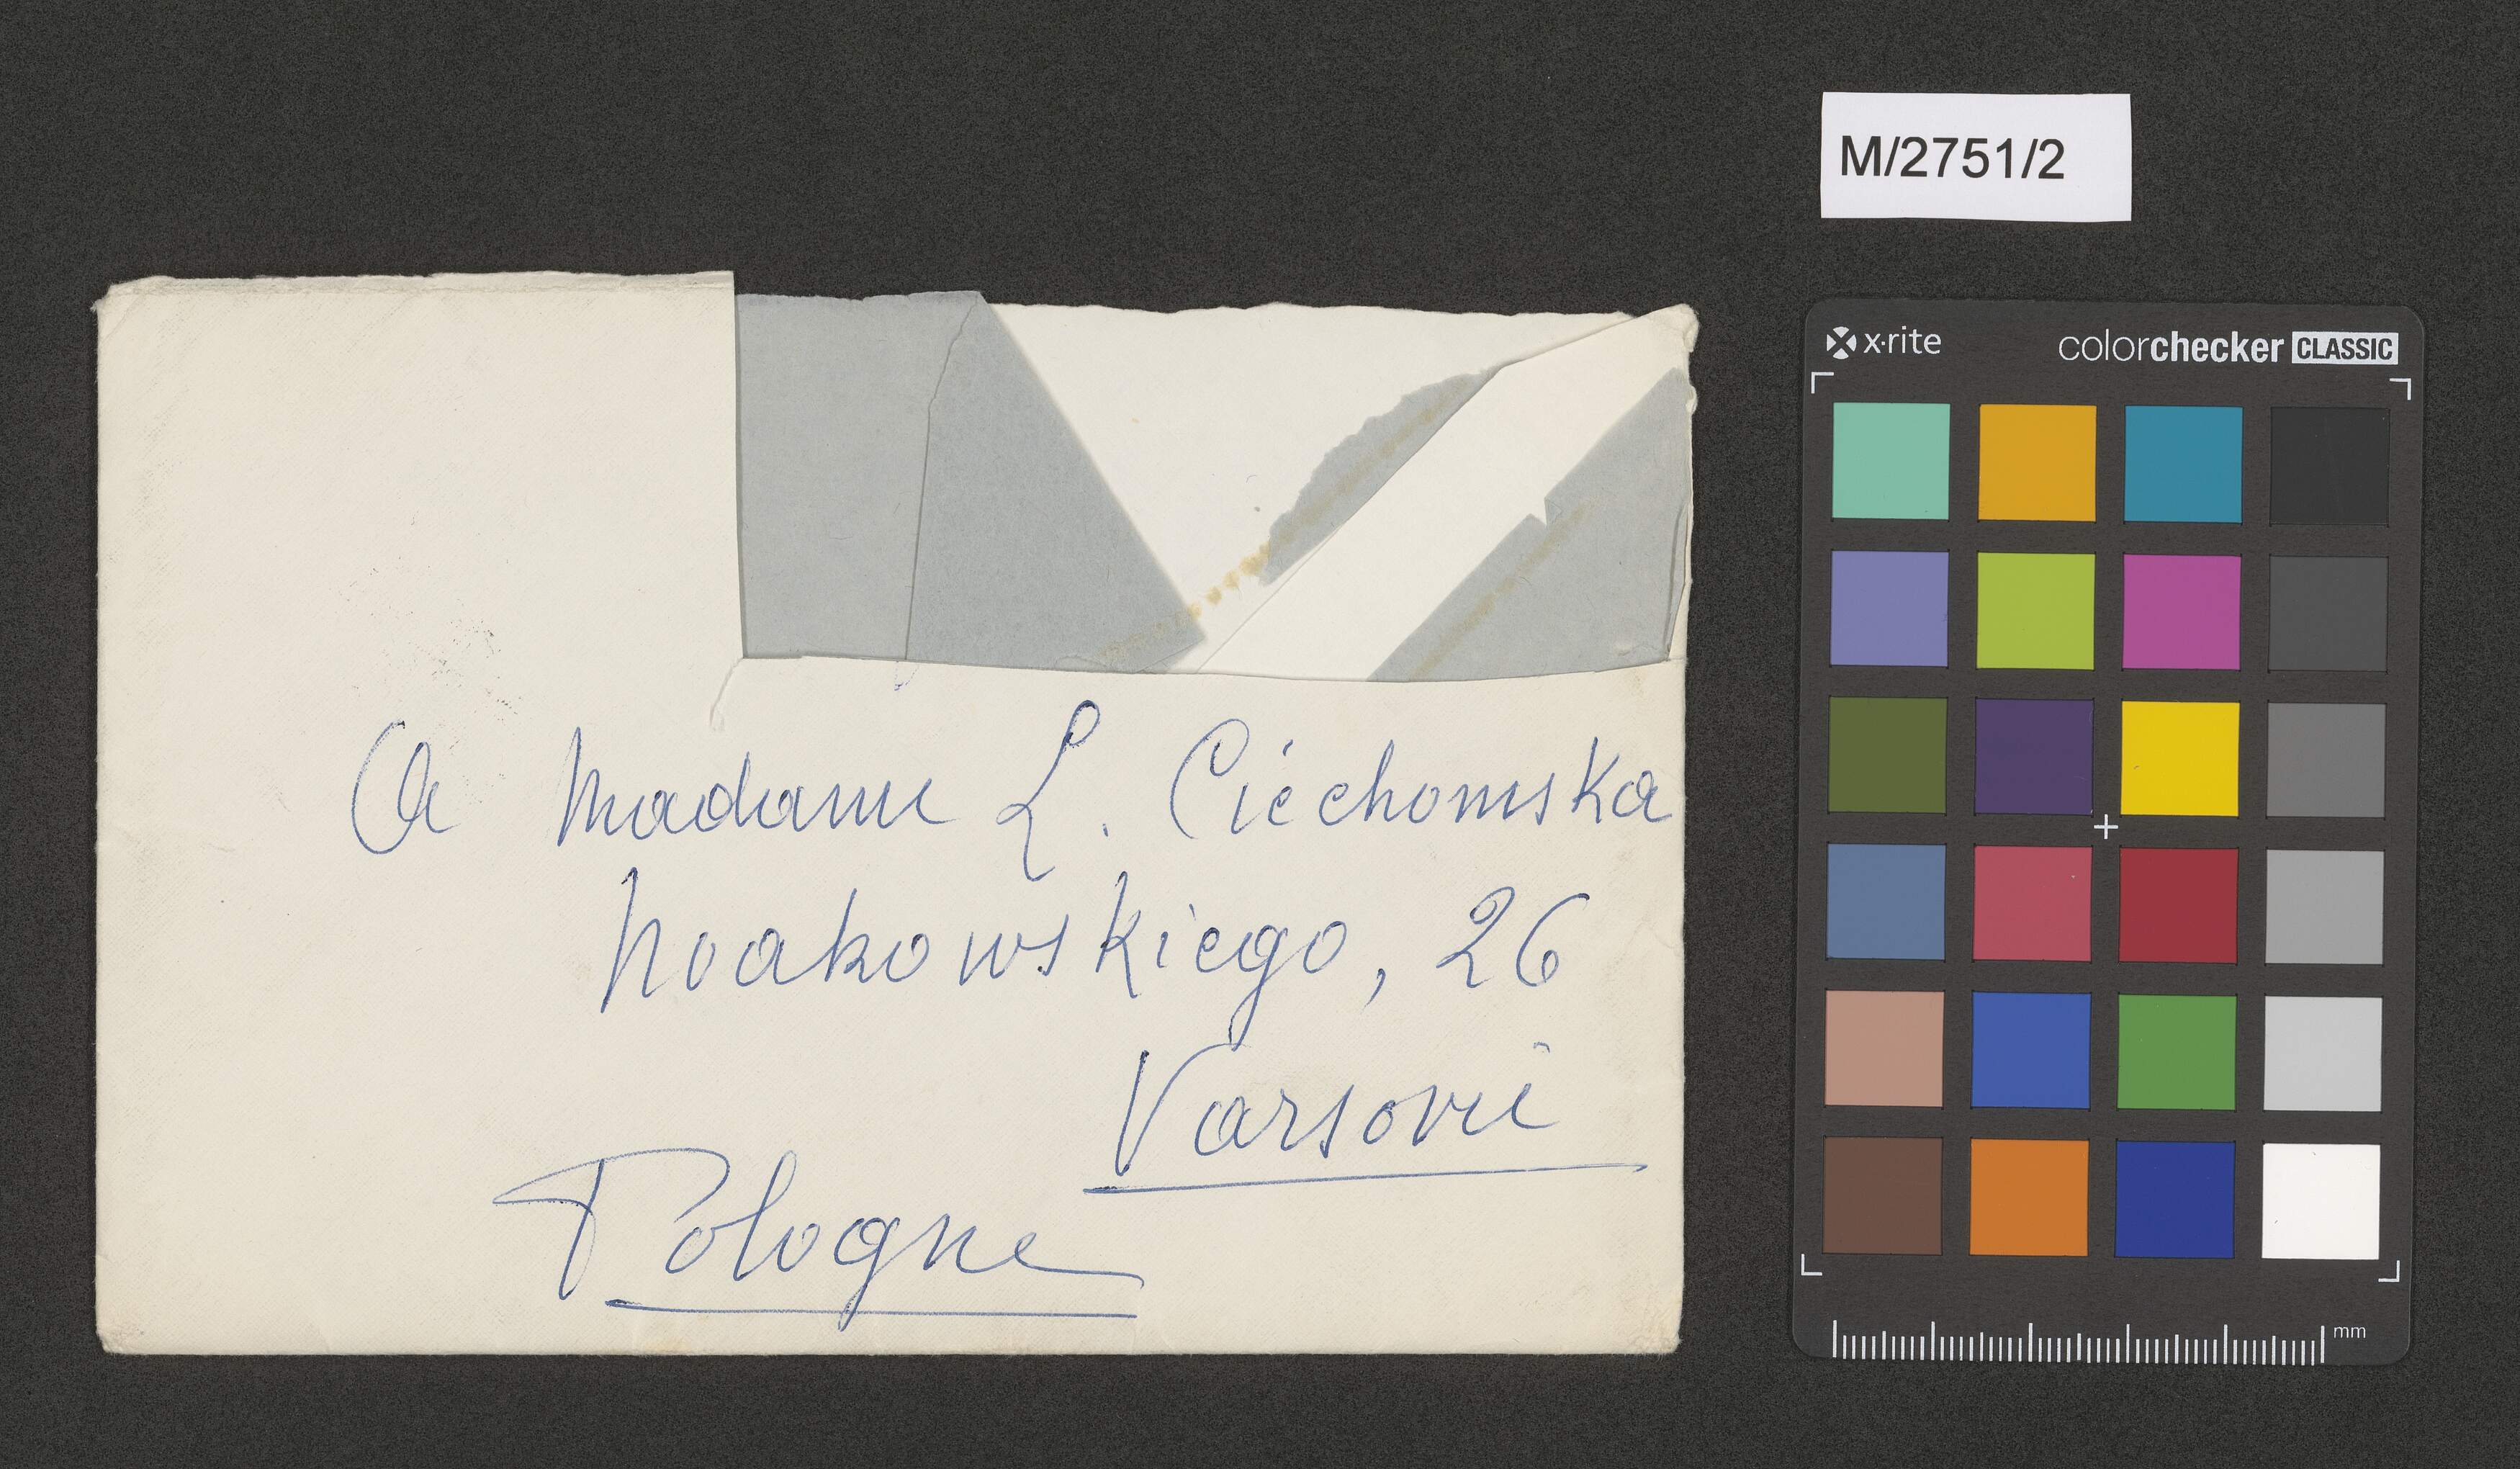 A Madame L. Ciechomska
Noakowskiego, 26
Varsovie
Pologne
M/2751/2
x·rite
colorchecker CLASSIC
mm